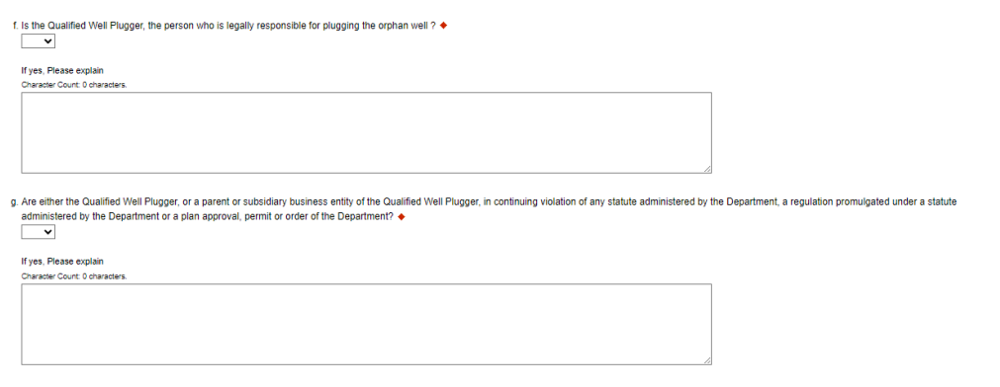 f. Is the Qualified Well Plugger, the person who is legally responsible for plugging the orphan well ? ◆
If yes, Please explain
Character Count: 0 characters.
g. Are either the Qualified Well Plugger, or a parent or subsidiary business entity of the Qualified Well Plugger, in continuing violation of any statute administered by the Department, a regulation promulgated under a statute
administered by the Department or a plan approval, permit or order of the Department? ◆
If yes, Please explain
Character Count: 0 characters.